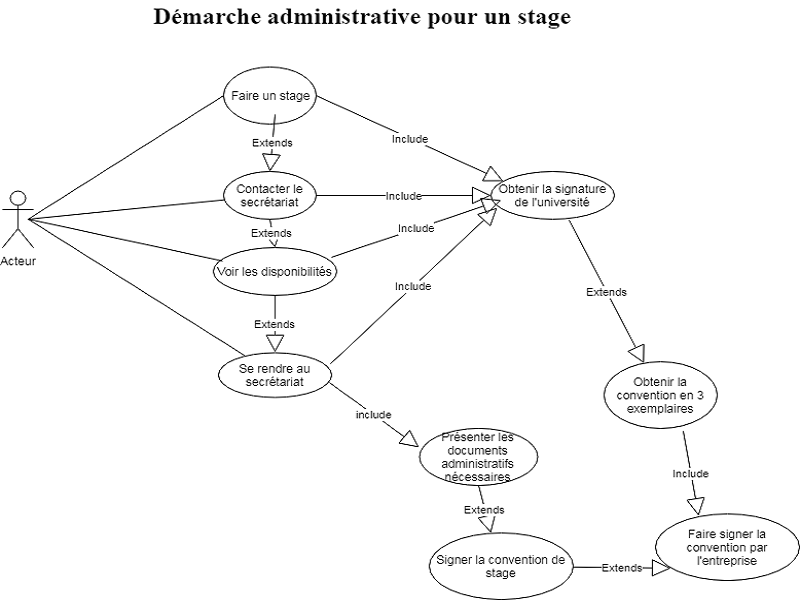 Démarche administrative pour un stage
Faire un stage
Extends
Include
Contacter le
secrétariat
Include
Obtenir la signature
de l'université
Acteur
Extends
Include
Voir les disponibilités
Include
Extends
Extends
Se rendre au
secrétariat
Obtenir la
convention en 3
exemplaires
include
Présenter les
documents
administratifs
nécessaires
Include
Extends
Signer la convention de
stage
Extends
Faire signer la
convention par
l'entreprise